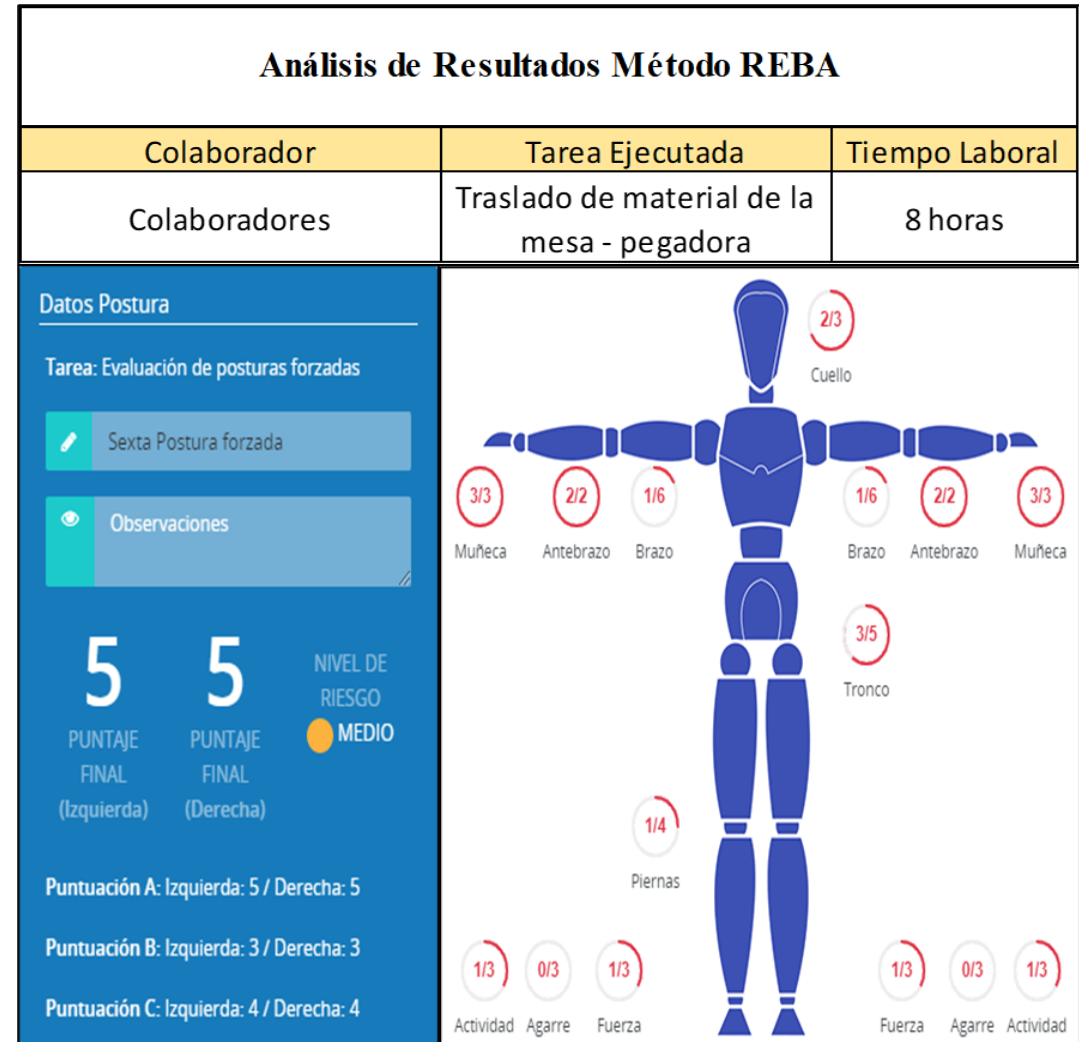 Análisis de Resultados Método REBA
Colaborador
Tarea Ejecutada
Tiempo Laboral
Colaboradores
Traslado de material de la
mesa - pegadora
8 horas
Datos Postura
Tarea: Evaluación de posturas forzadas
Sexta Postura forzada
Observaciones
5
5
NIVEL DE
RIESGO
MEDIO
PUNTAJE
FINAL
(Izquierda)
PUNTAJE
FINAL
(Derecha)
Puntuación A: Izquierda: 5 / Derecha: 5
Puntuación B: Izquierda: 3 / Derecha: 3
Puntuación C: Izquierda: 4 / Derecha: 4
2/3
Cuello
3/3
2/2
1/6
1/6
2/2
3/3
Muñeca
Antebrazo
Brazo
Brazo
Antebrazo
Muñeca
3/5
Tronco
1/4
Piernas
1/3
0/3
1/3
1/3
0/3
1/3
Actividad
Agarre
Fuerza
Fuerza
Agarre
Actividad